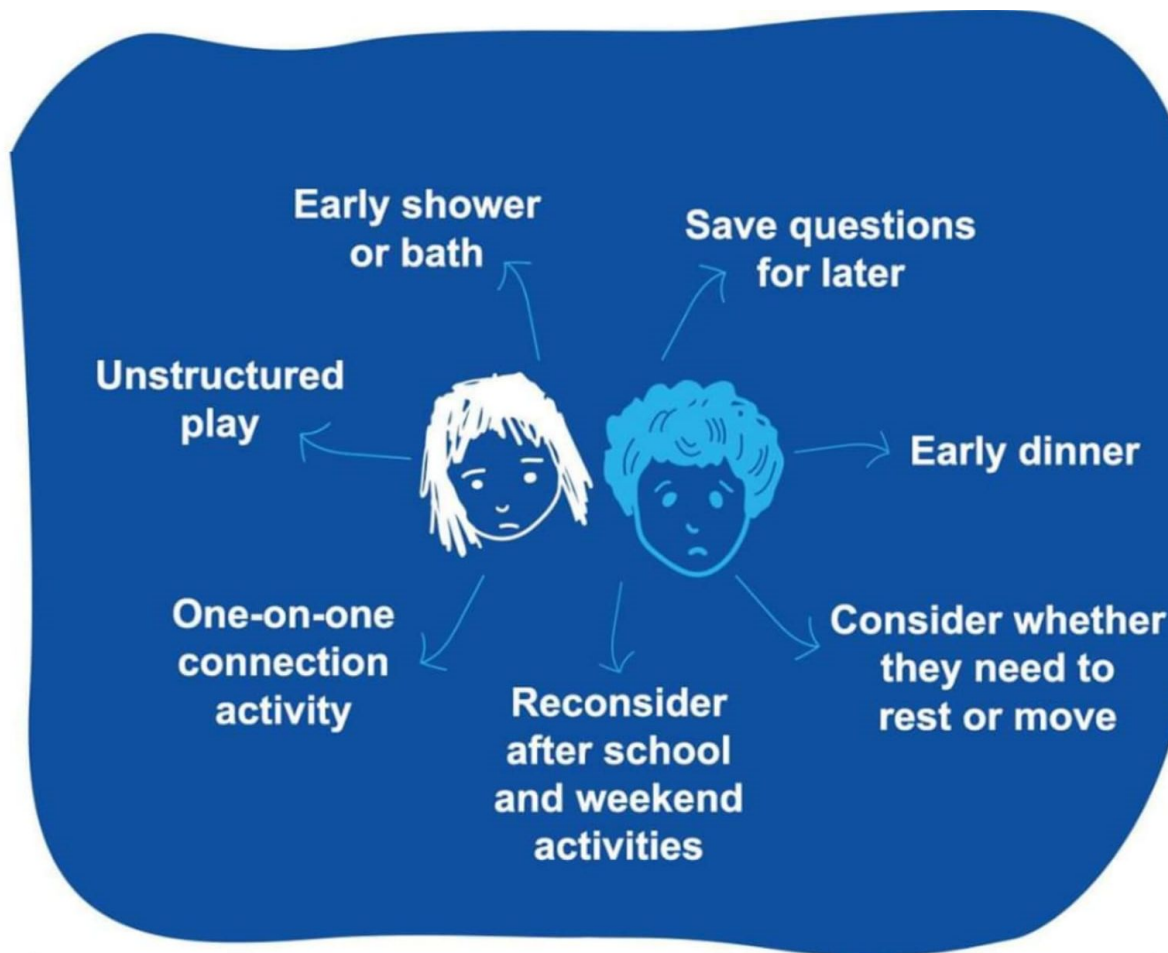 Early shower
or bath
Save questions
for later
Unstructured
play
Early dinner
One-on-one
connection
activity
Reconsider
after school
and weekend
activities
Consider whether
they need to
rest or move